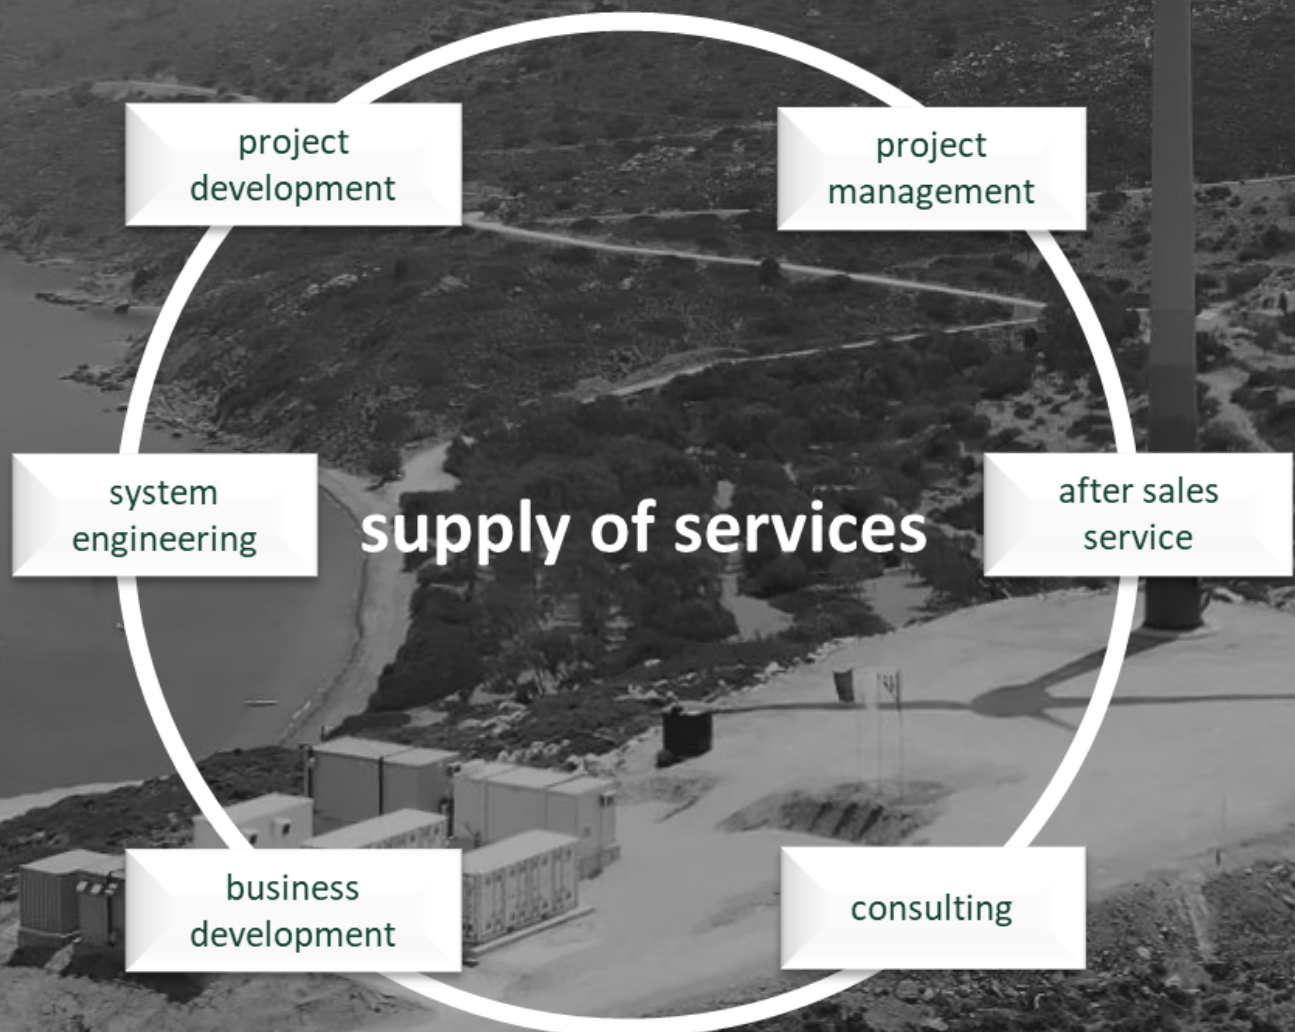 project
development
project
management
system
engineering
supply of services
after sales
service
business
development
consulting